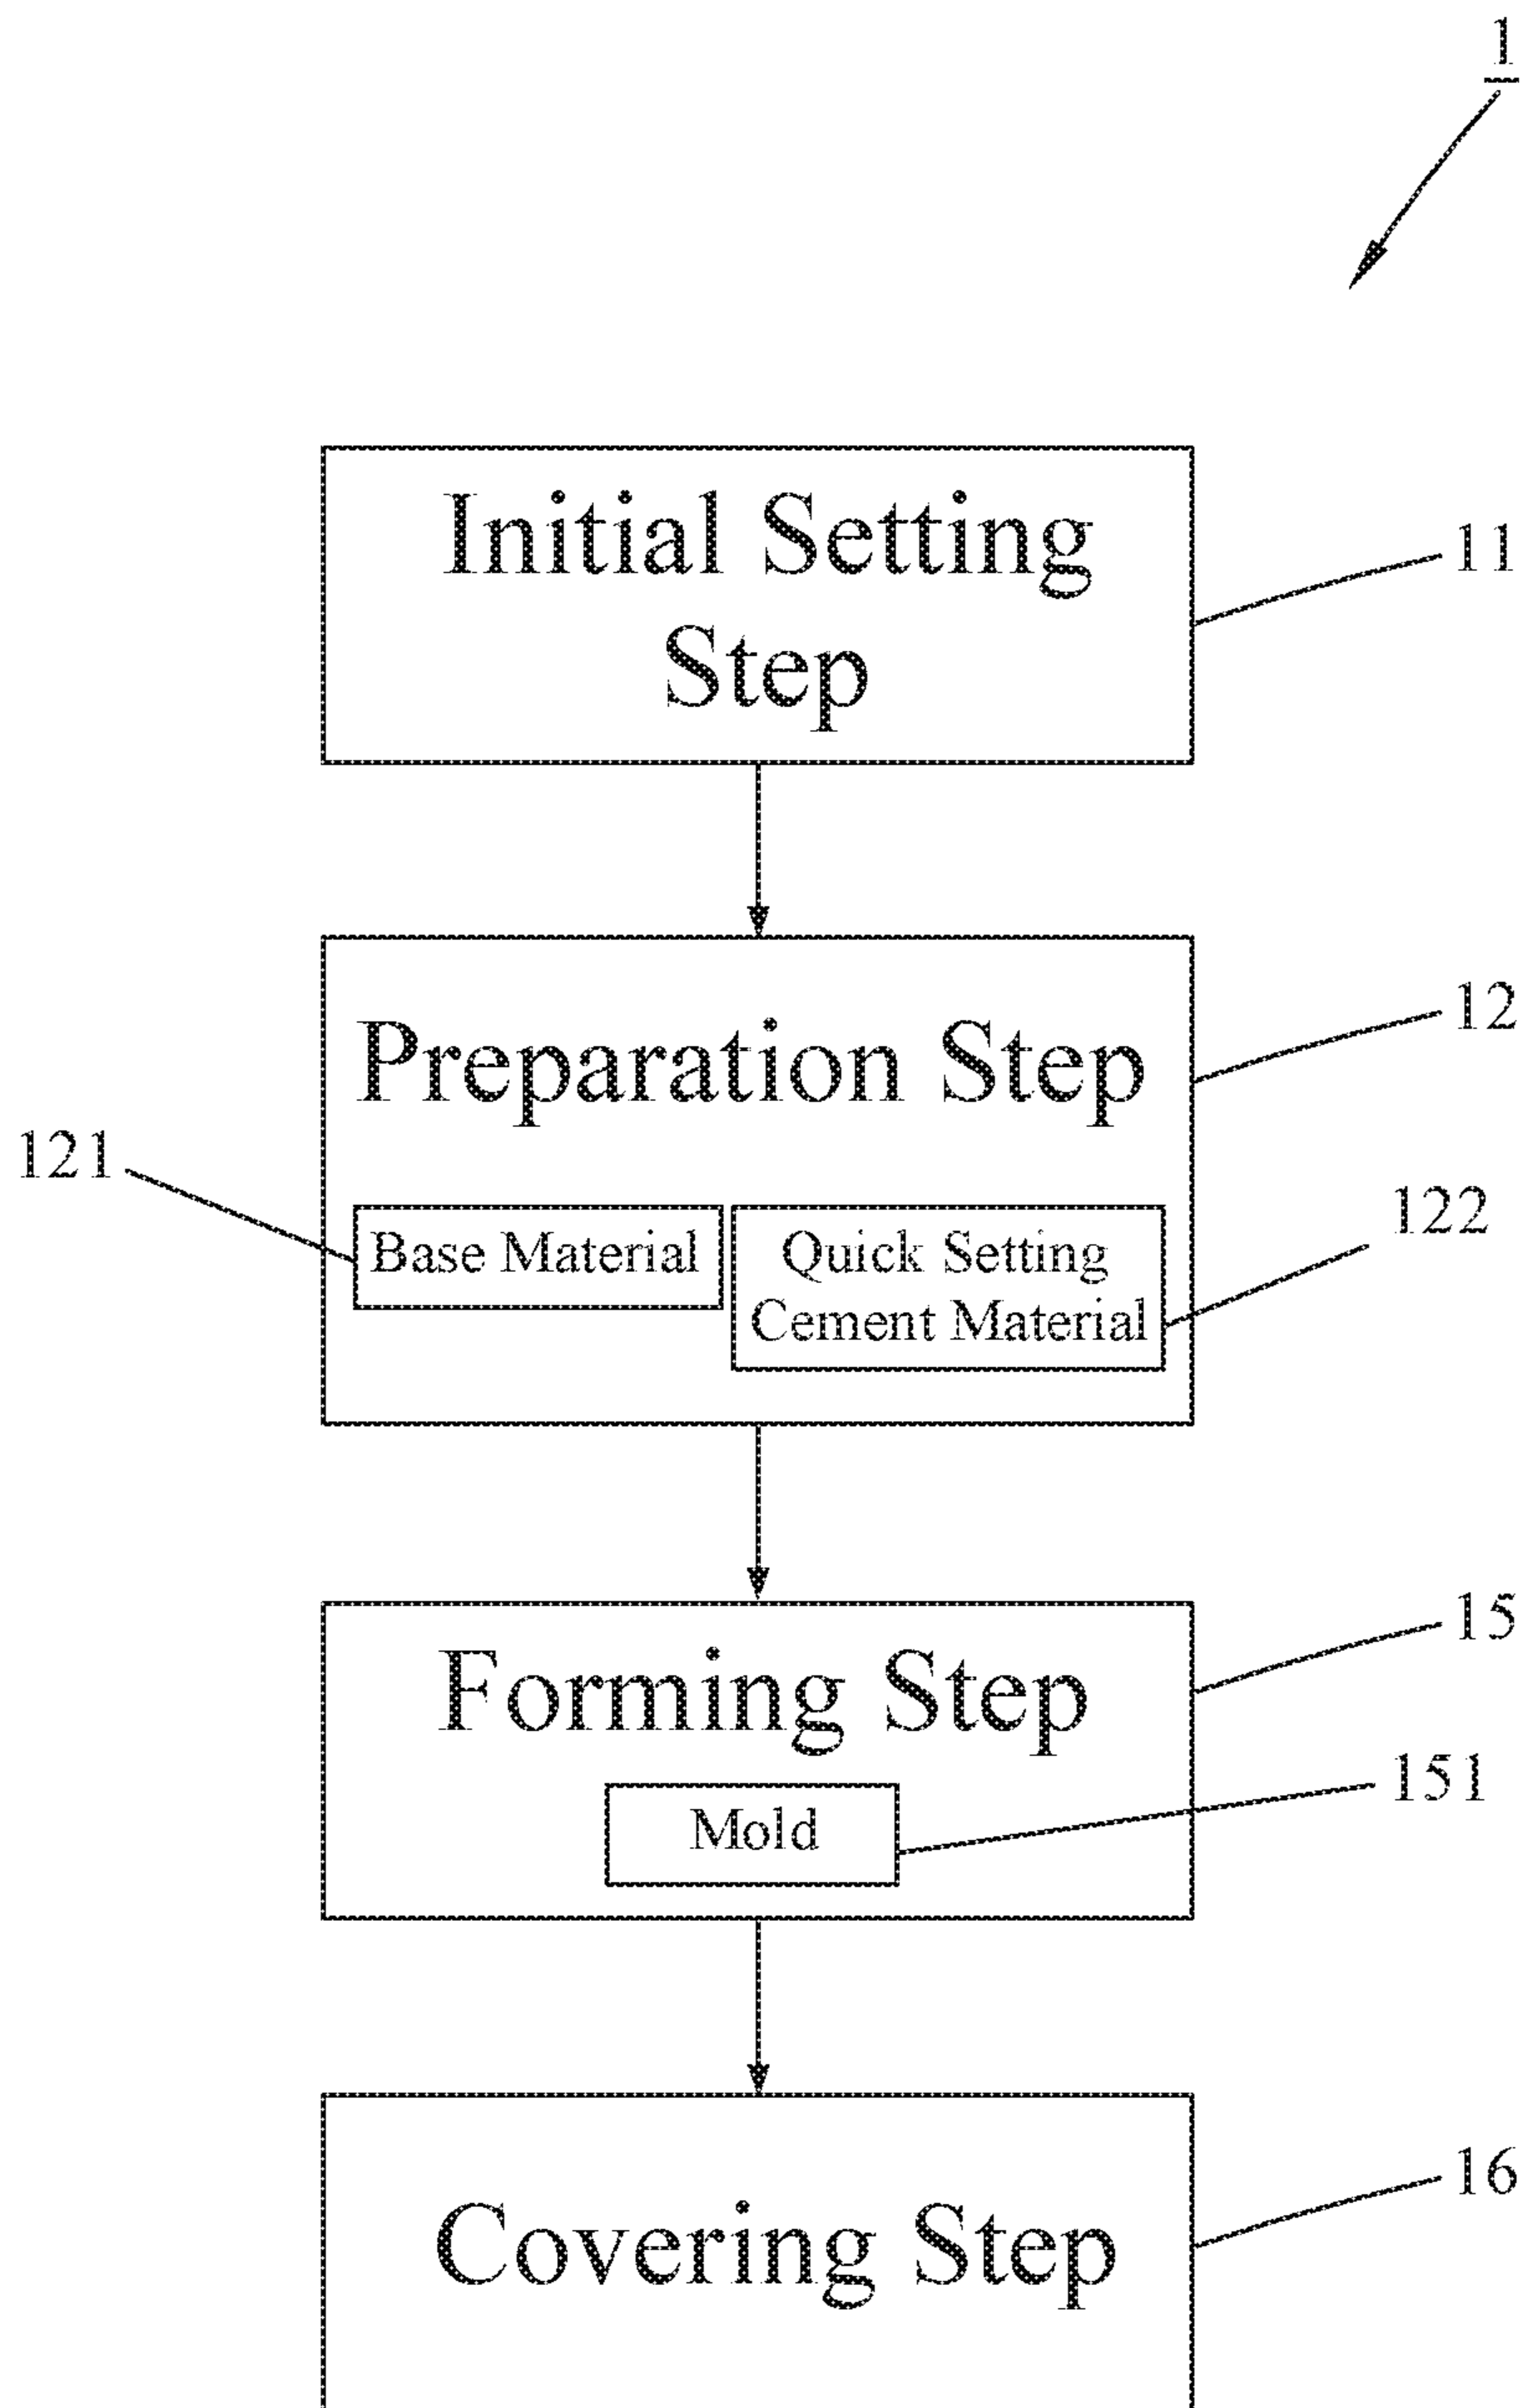 1
Initial Setting
Step
11
Preparation Step
12
121
Base Material
Quick Setting
Cement Material
122
Forming Step
15
Mold
151
Covering Step
16